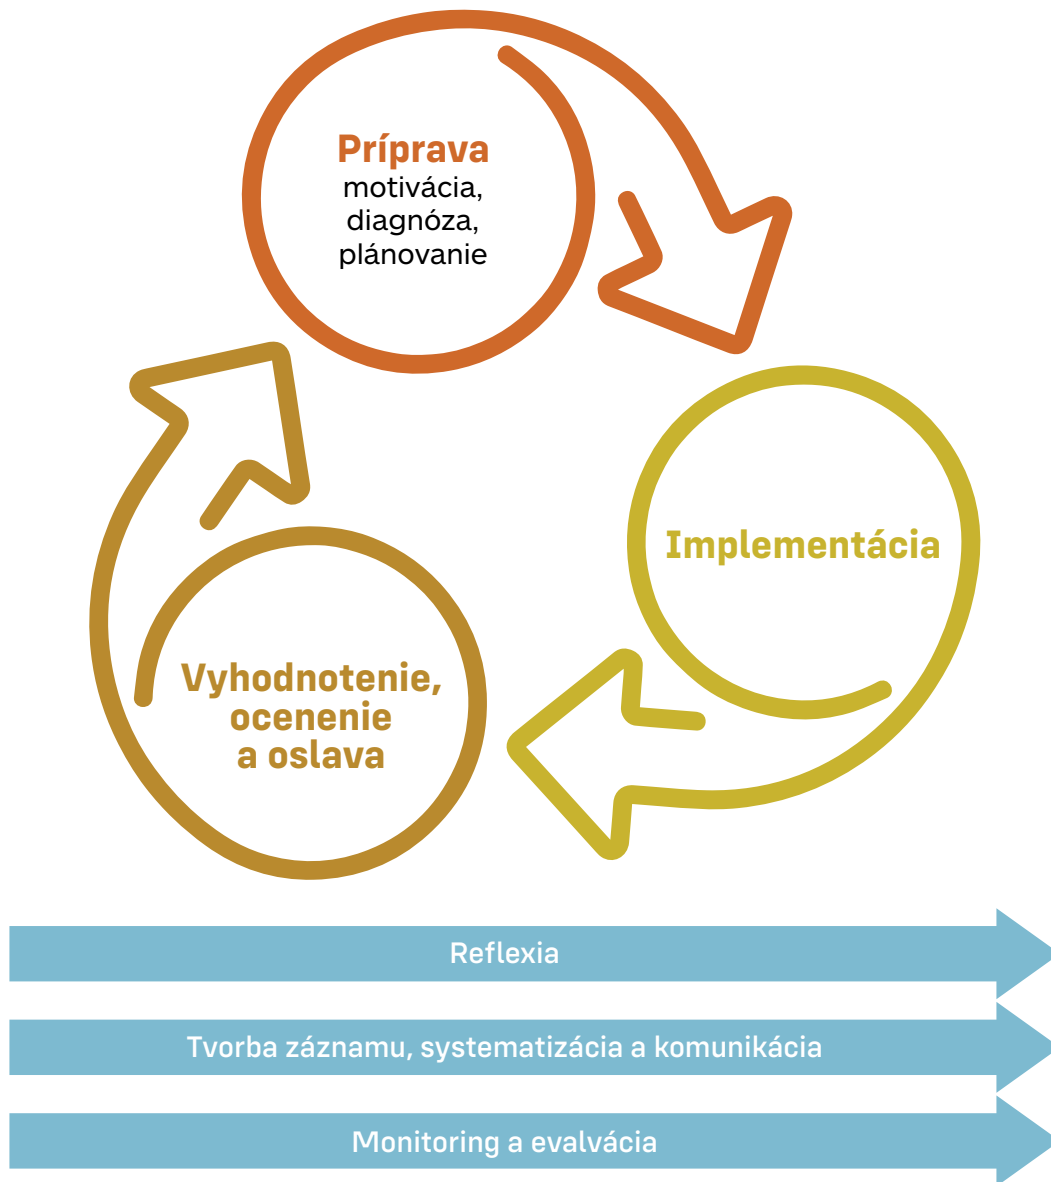 Príprava
motivácia,
diagnóza,
plánovanie
Implementácia
Vyhodnotenie,
ocenenie
a oslava
Reflexia
Tvorba záznamu, systematizácia a komunikácia
Monitoring a evalvácia